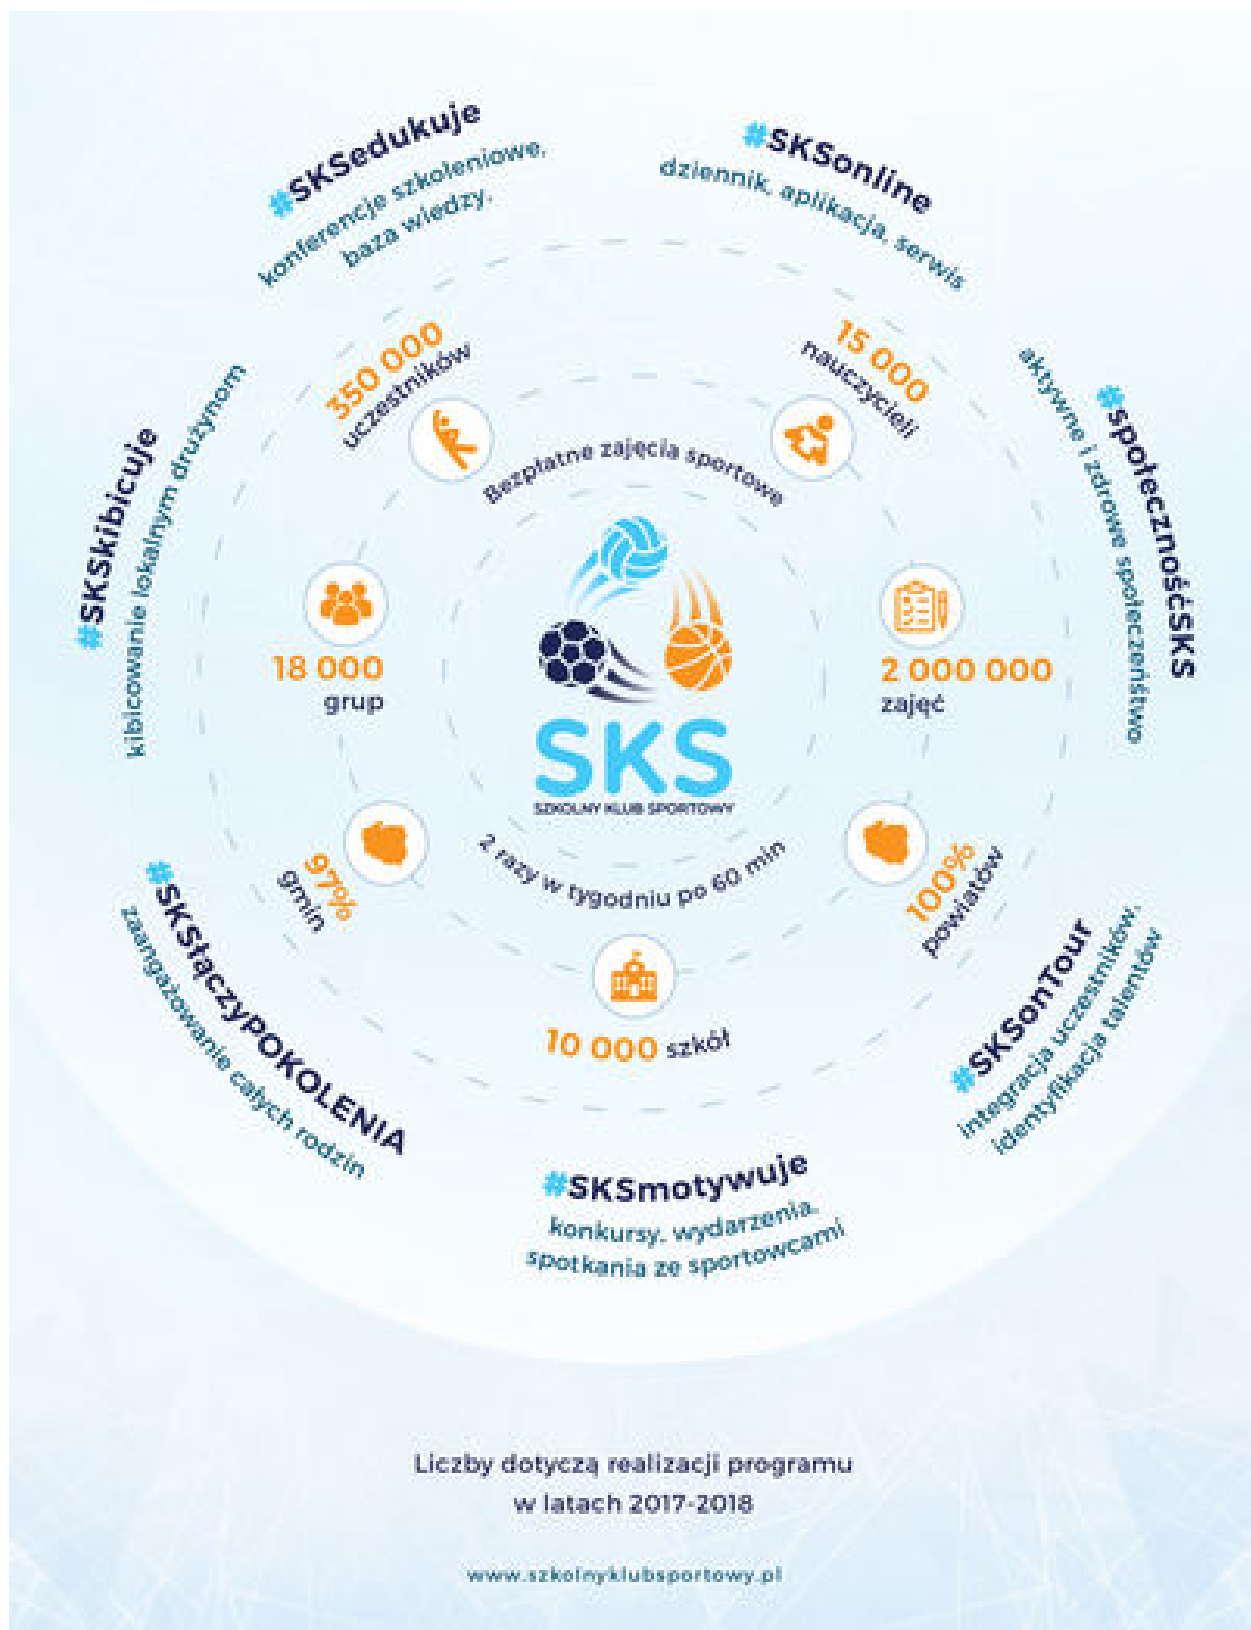 #SKSedukuje
konferencje szkoleniowe,
baza wiedzy,
#SKSonline
dziennik, aplikacja, serwis
#społecznośćSKS
aktywne i zdrowe społeczeństwo
#SKSonTour
integracja uczestników,
identyfikacja talentów
#SKSmotywuje
konkursy, wydarzenia,
spotkania ze sportowcami
#SKSłączyPOKOLENIA
zaangażowanie całych rodzin
#SKSkibicuje
kibicowanie lokalnym drużynom
350 000
uczestników
15 000
nauczycieli
2 000 000
zajęć
100%
powiatów
10 000 szkół
97%
gmin
18 000
grup
Bezpłatne zajęcia sportowe
SKS
SZKOLNY KLUB SPORTOWY
2 razy w tygodniu po 60 min
Liczby dotyczą realizacji programu
w latach 2017-2018
www.szkolnyklubsportowy.pl